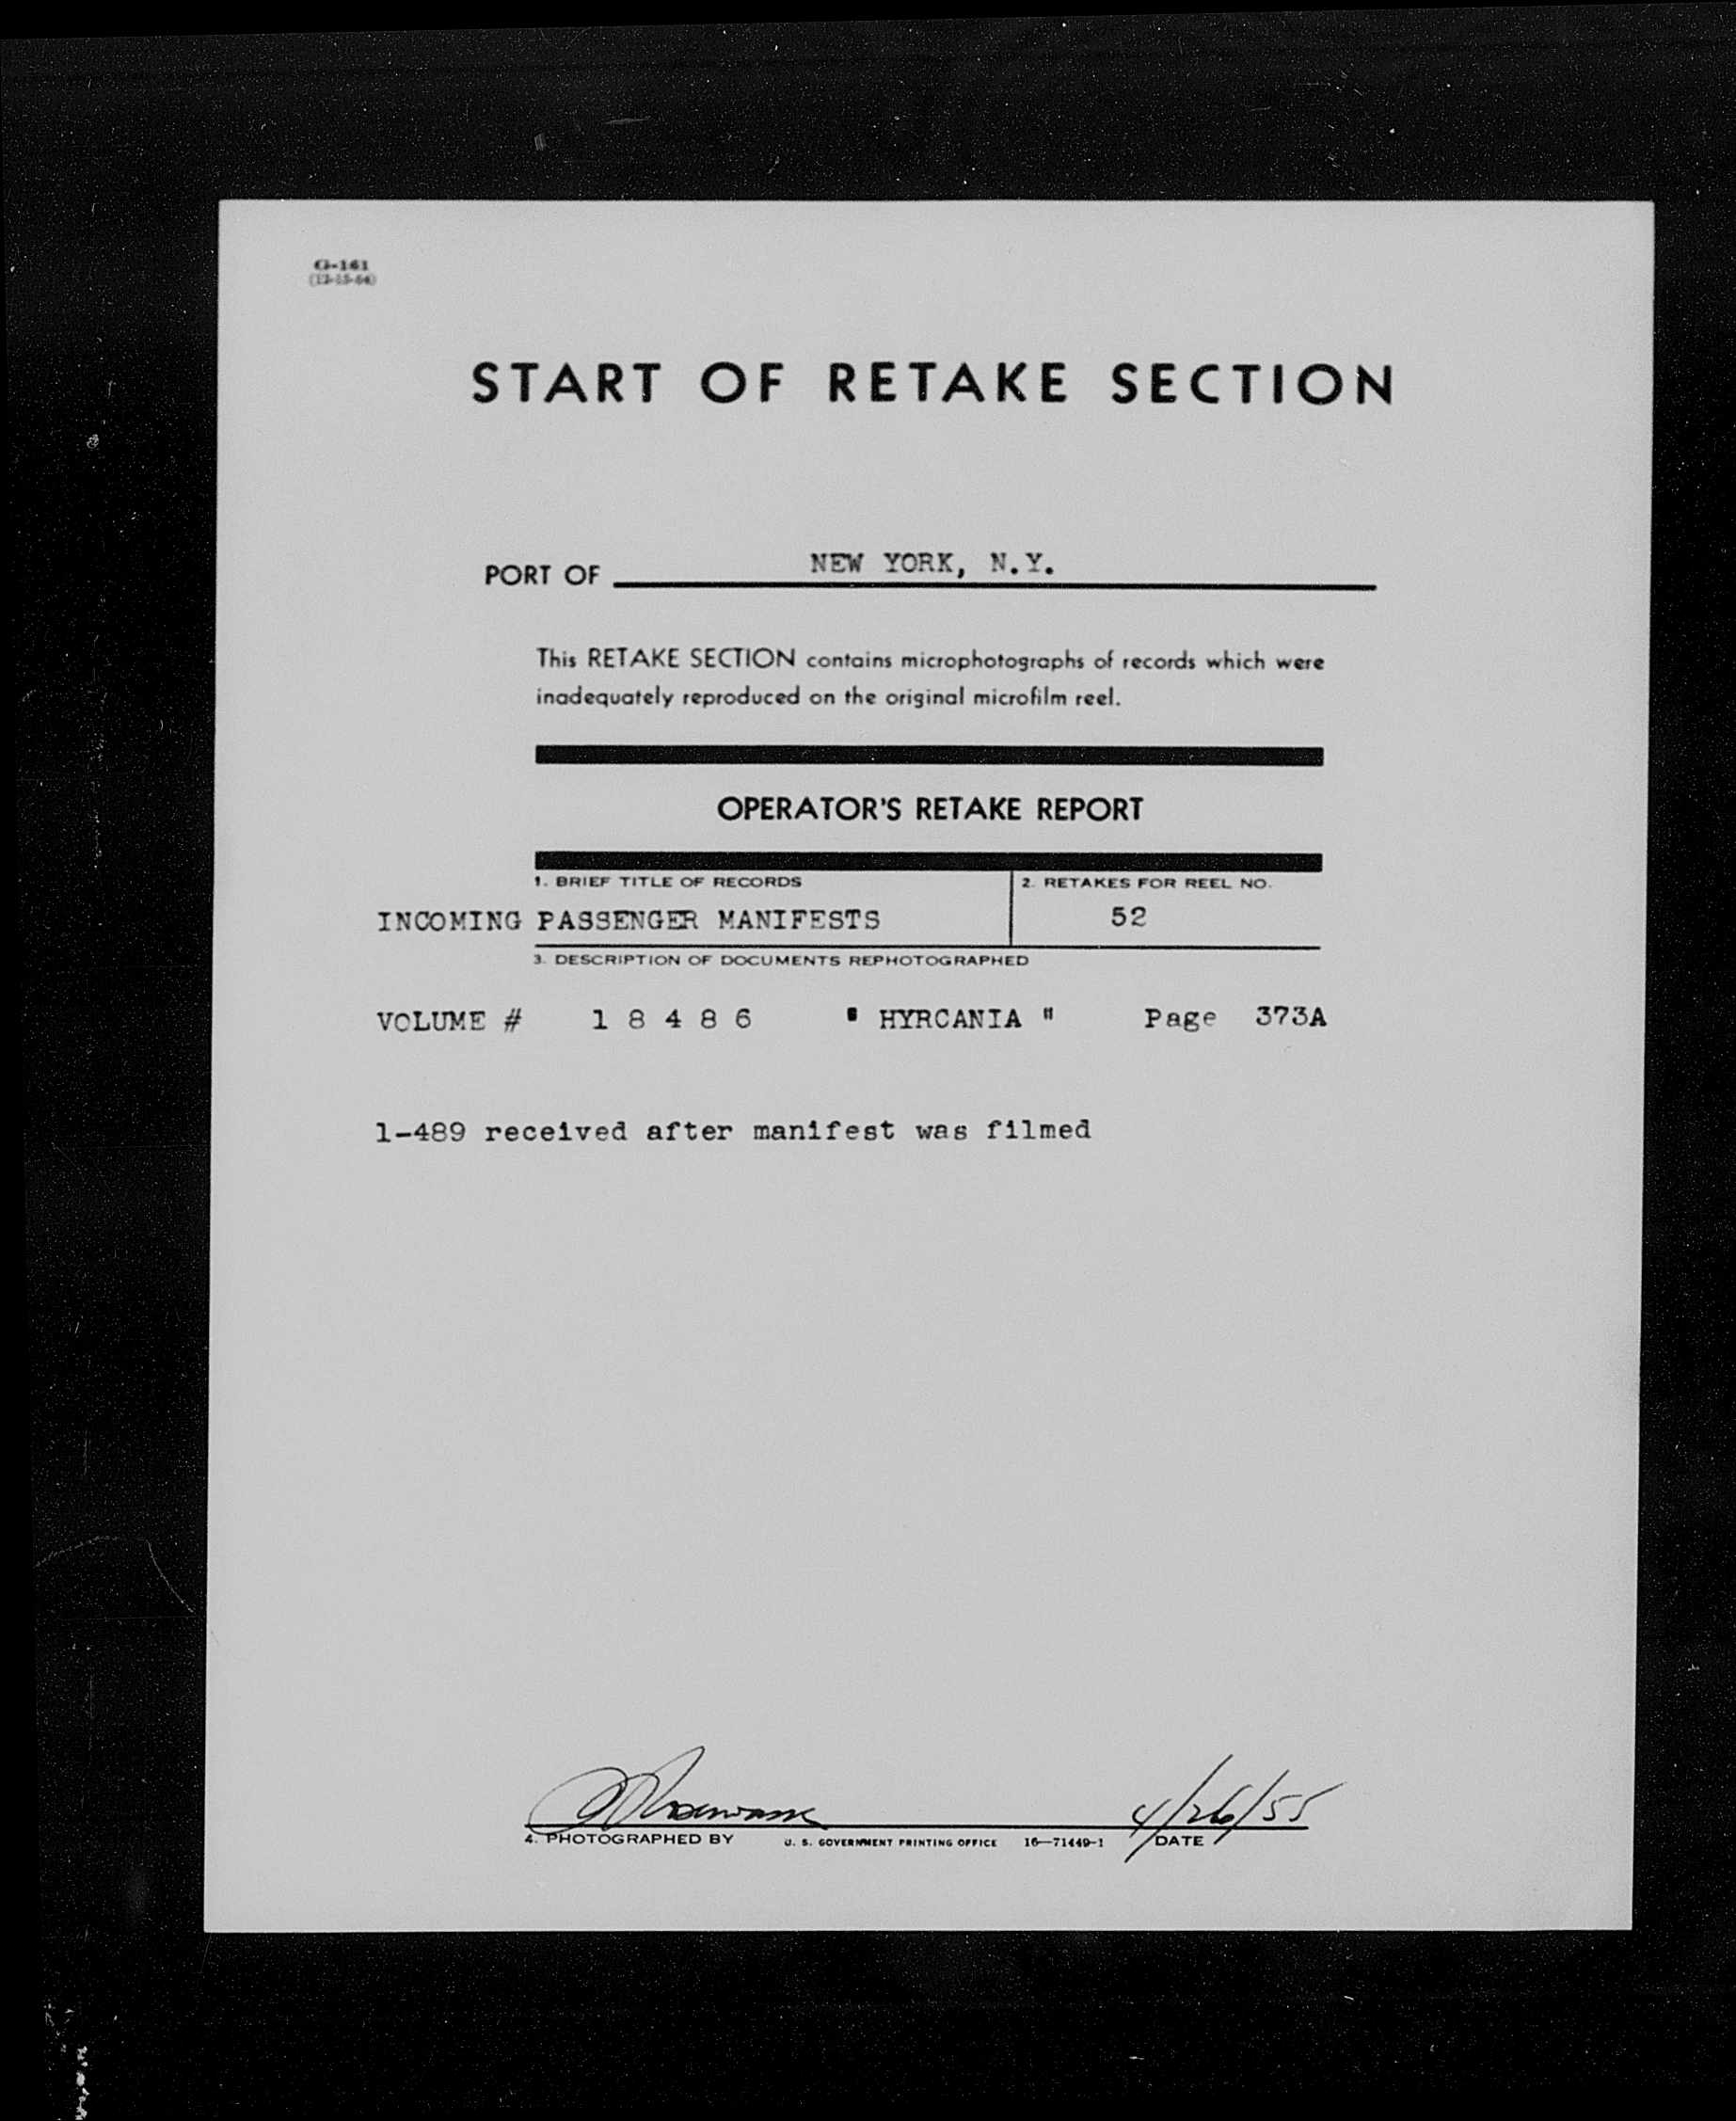 G-161
(12-15-54)
START OF RETAKE SECTION
PORT OF NEW YORK, N.Y.
This RETAKE SECTION contains microphotographs of records which were
inadequately reproduced on the original microfilm reel.
OPERATOR'S RETAKE REPORT
1. BRIEF TITLE OF RECORDS 2. RETAKES FOR REEL NO.
INCOMING PASSENGER MANIFESTS 52
3. DESCRIPTION OF DOCUMENTS REPHOTOGRAPHED
VOLUME # 1 8 4 8 6 " HYRCANIA " Page 373A
1-489 received after manifest was filmed
4/26/55
4. PHOTOGRAPHED BY U. S. GOVERNMENT PRINTING OFFICE 16—71449-1 DATE